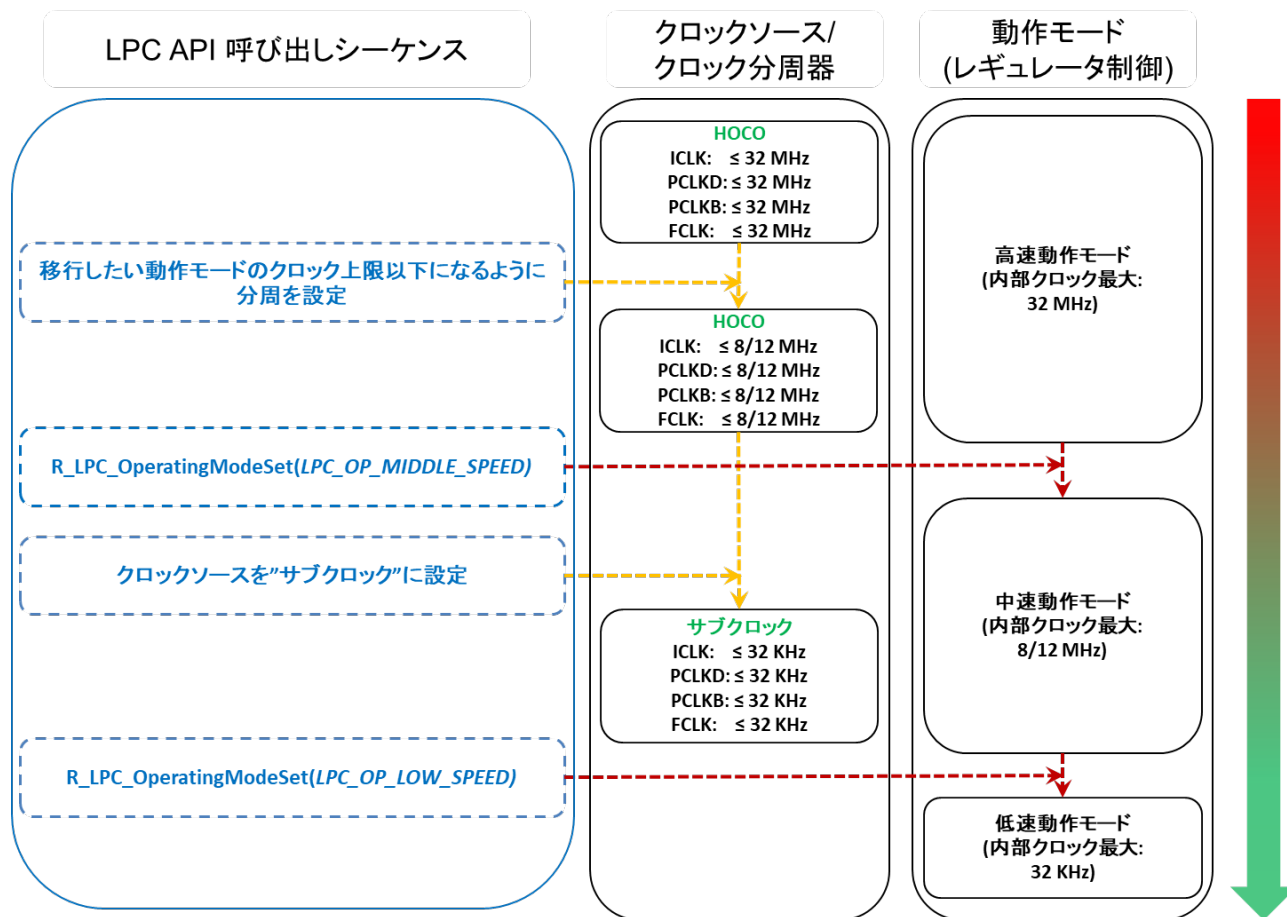 LPC API 呼び出しシーケンス
クロックソース/
クロック分周器
動作モード
(レギュレータ制御)
HOCO
ICLK: ≤ 32 MHz
PCLKD: ≤ 32 MHz
PCLKB: ≤ 32 MHz
FCLK: ≤ 32 MHz
移行したい動作モードのクロック上限以下になるように
分周を設定
高速動作モード
(内部クロック最大:
32 MHz)
HOCO
ICLK: ≤ 8/12 MHz
PCLKD: ≤ 8/12 MHz
PCLKB: ≤ 8/12 MHz
FCLK: ≤ 8/12 MHz
R_LPC_OperatingModeSet(LPC_OP_MIDDLE_SPEED)
クロックソースを”サブクロック”に設定
中速動作モード
(内部クロック最大:
8/12 MHz)
サブクロック
ICLK: ≤ 32 KHz
PCLKD: ≤ 32 KHz
PCLKB: ≤ 32 KHz
FCLK: ≤ 32 KHz
R_LPC_OperatingModeSet(LPC_OP_LOW_SPEED)
低速動作モード
(内部クロック最大:
32 KHz)